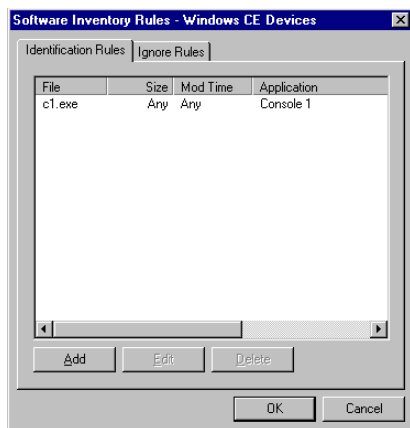 Software Inventory Rules - Windows CE Devices
Identification Rules Ignore Rules
File Size Mod Time Application
c1.exe Any Any Console 1
Add Edit Delete
OK Cancel